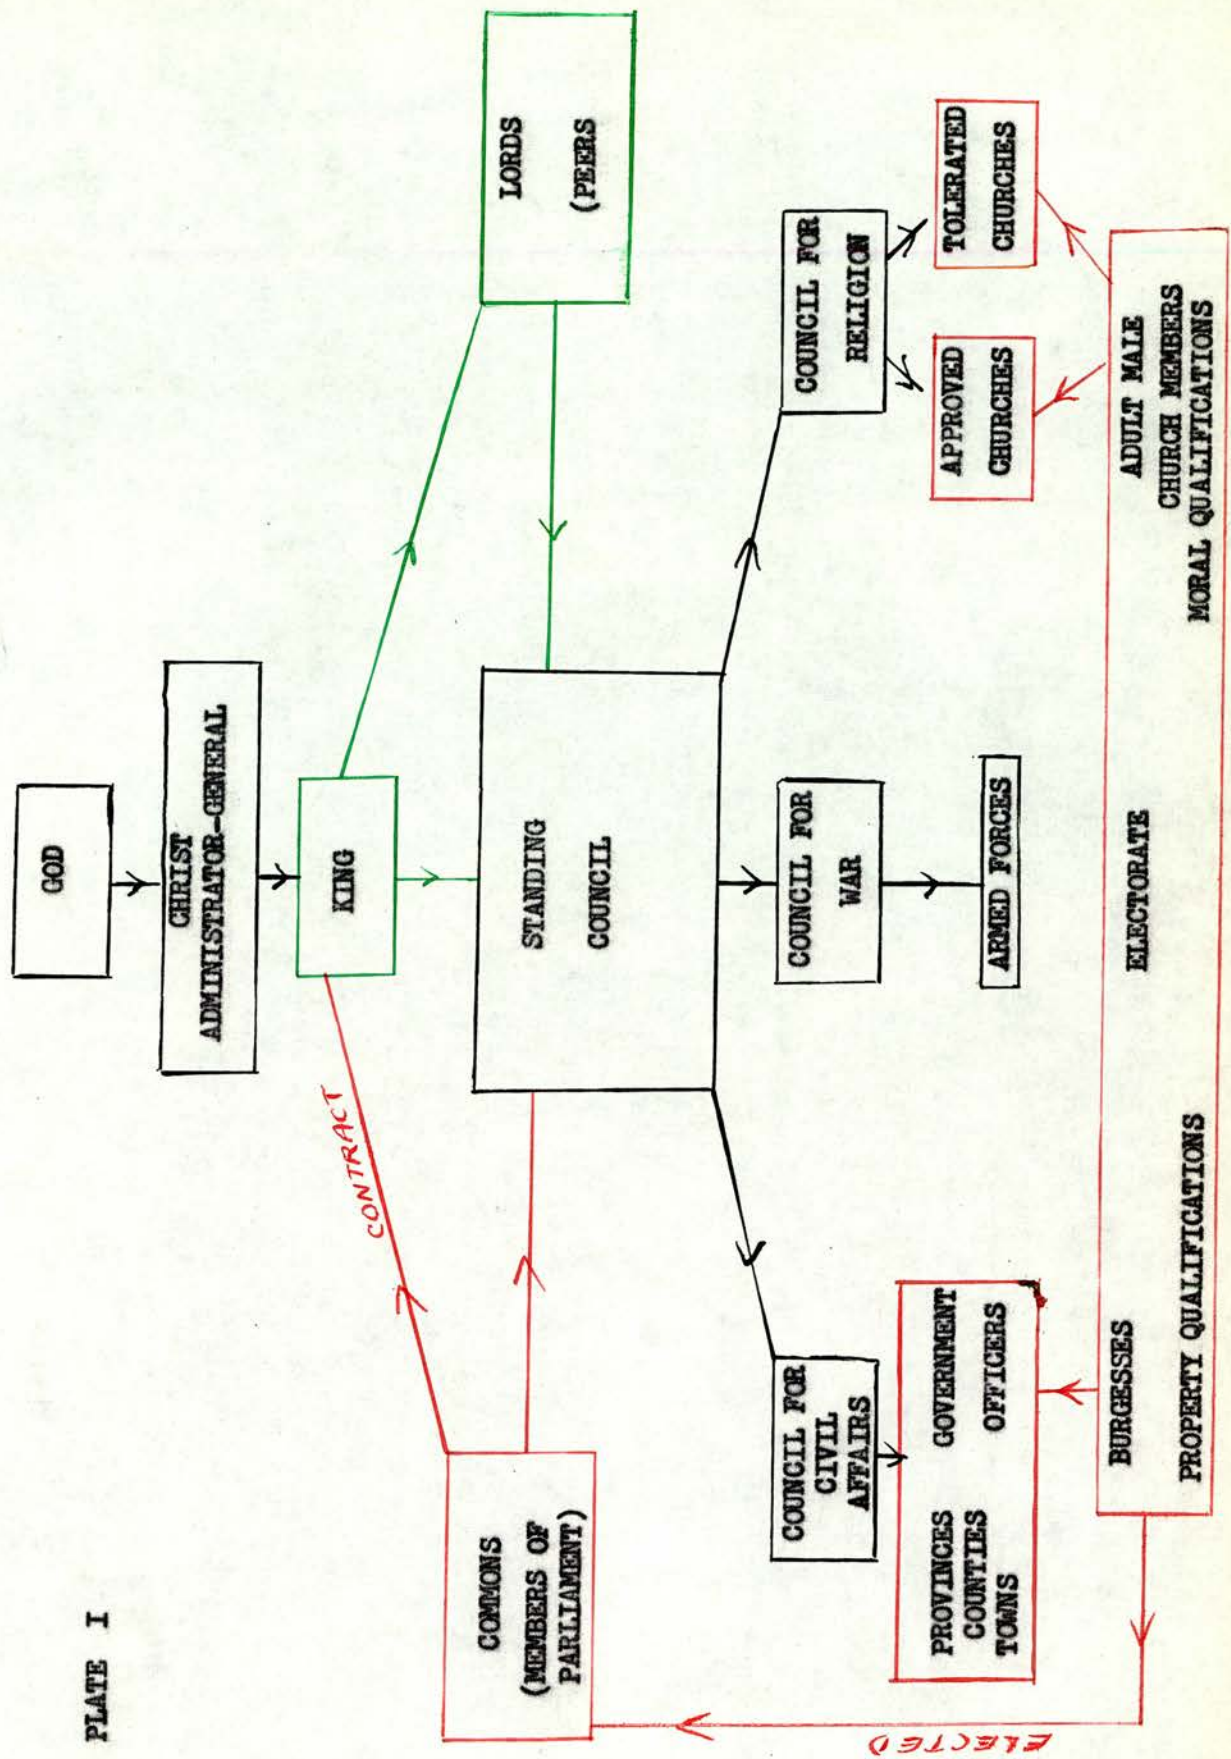 PLATE I
GOD
CHRIST
ADMINISTRATOR-GENERAL
KING
CONTRACT
COMMONS
(MEMBERS OF
PARLIAMENT)
STANDING
COUNCIL
LORDS
(PEERS
COUNCIL FOR
CIVIL
AFFAIRS
COUNCIL FOR
WAR
COUNCIL FOR
RELIGION
PROVINCES
COUNTIES
TOWNS
GOVERNMENT
OFFICERS
ARMED FORCES
APPROVED
CHURCHES
TOLERATED
CHURCHES
BURGESSES
PROPERTY QUALIFICATIONS
ELECTORATE
ADULT MALE
CHURCH MEMBERS
MORAL QUALIFICATIONS
ELECTED